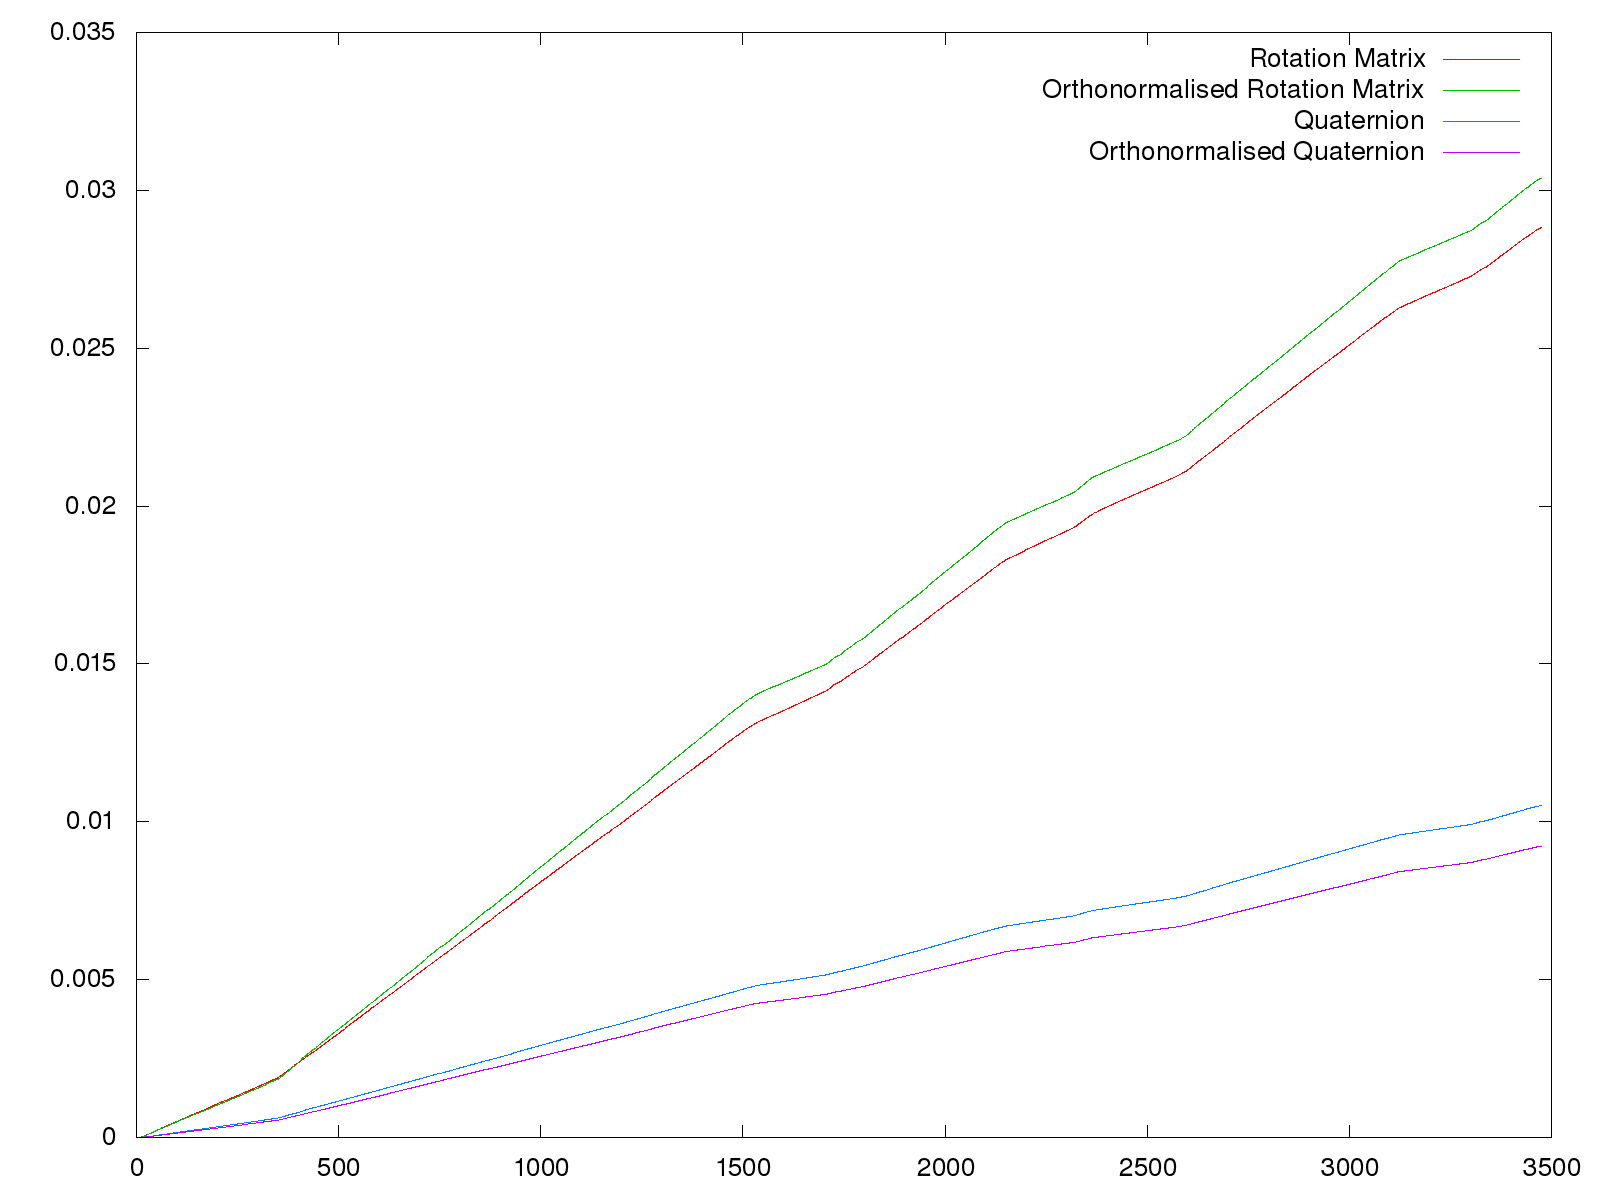 0.035
0.03
0.025
0.02
0.015
0.01
0.005
0
0 500 1000 1500 2000 2500 3000 3500
Rotation Matrix
Orthonormalised Rotation Matrix
Quaternion
Orthonormalised Quaternion